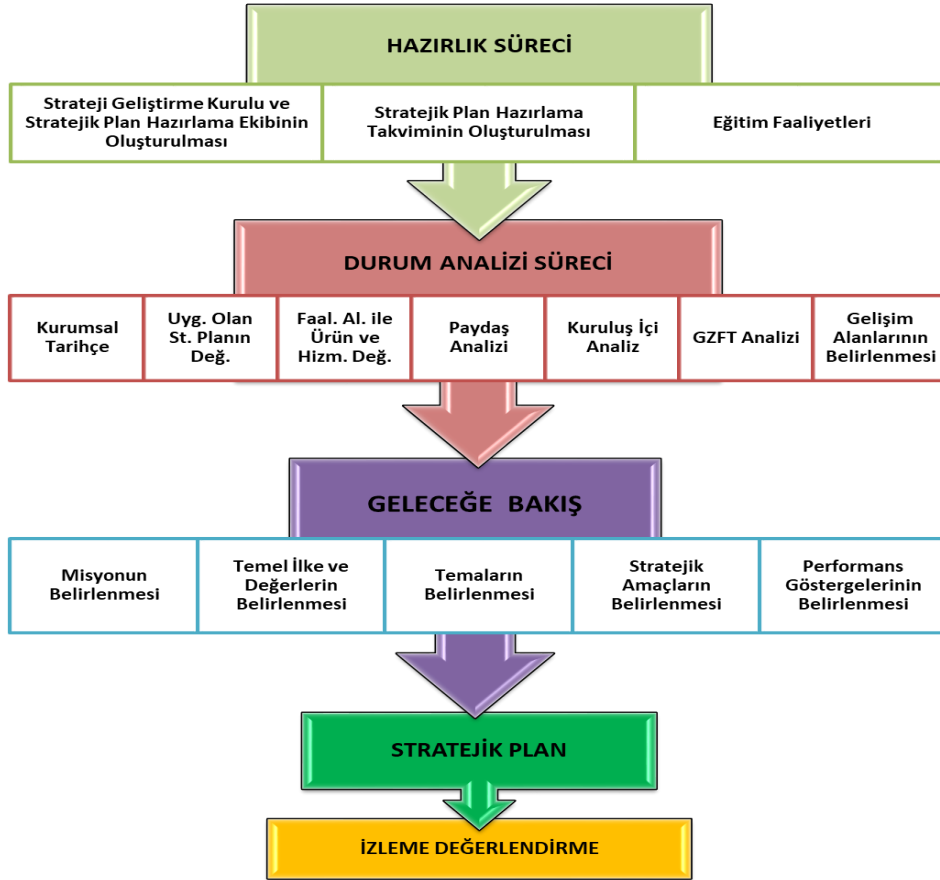 HAZIRLIK SÜRECİ
Strateji Geliştirme Kurulu ve
Stratejik Plan Hazırlama Ekibinin
Oluşturulması
Stratejik Plan Hazırlama
Takviminin Oluşturulması
Eğitim Faaliyetleri
DURUM ANALİZİ SÜRECİ
Kurumsal
Tarihçe
Uyg. Olan
St. Planın
Değ.
Faal. Al. ile
Ürün ve
Hizm. Değ.
Paydaş
Analizi
Kuruluş İçi
Analiz
GZFT Analizi
Gelişim
Alanlarının
Belirlenmesi
GELECEĞE BAKIŞ
Misyonun
Belirlenmesi
Temel İlke ve
Değerlerin
Belirlenmesi
Temaların
Belirlenmesi
Stratejik
Amaçların
Belirlenmesi
Performans
Göstergelerinin
Belirlenmesi
STRATEJİK PLAN
İZLEME DEĞERLENDİRME